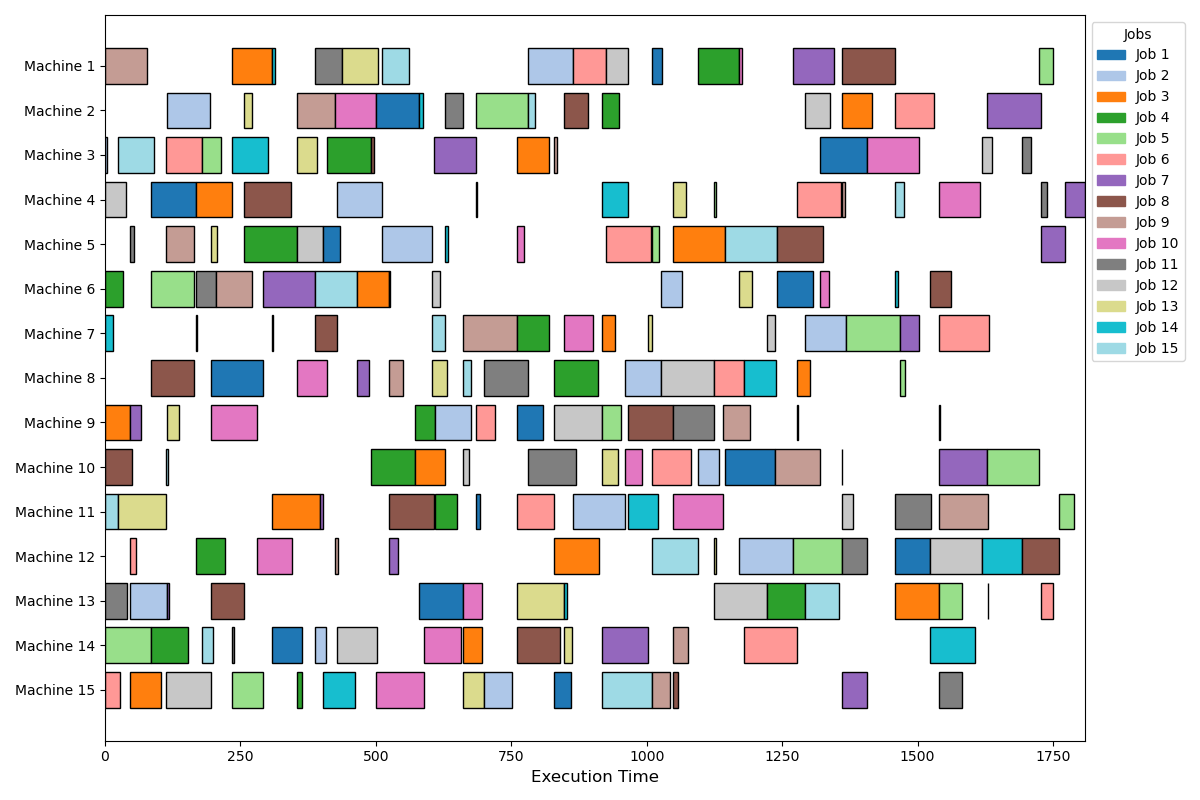 Machine 1
Machine 2
Machine 3
Machine 4
Machine 5
Machine 6
Machine 7
Machine 8
Machine 9
Machine 10
Machine 11
Machine 12
Machine 13
Machine 14
Machine 15
0 250 500 750 1000 1250 1500 1750
Execution Time
Jobs
Job 1
Job 2
Job 3
Job 4
Job 5
Job 6
Job 7
Job 8
Job 9
Job 10
Job 11
Job 12
Job 13
Job 14
Job 15